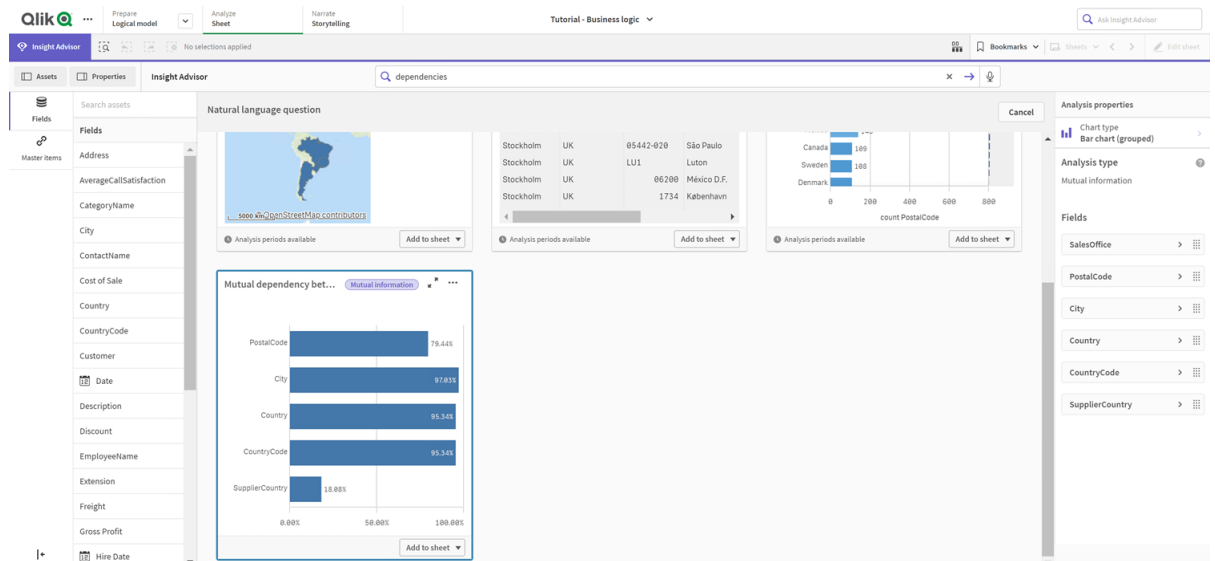 Qlik
Prepare
Logical model
Analyze
Sheet
Narrate
Storytelling
Tutorial - Business logic
Ask Insight Advisor
Insight Advisor
No selections applied
Bookmarks
Sheets
Edit sheet
Assets
Properties
Insight Advisor
dependencies
Fields
Master items
Search assets
Fields
Address
AverageCallSatisfaction
CategoryName
City
ContactName
Cost of Sale
Country
CountryCode
Customer
Date
Description
Discount
EmployeeName
Extension
Freight
Gross Profit
Hire Date
Natural language question
Cancel
5000 km
©OpenStreetMap contributors
Analysis periods available
Add to sheet
Stockholm UK 05442-020 São Paulo
Stockholm UK LU1 Luton
Stockholm UK 06200 México D.F.
Stockholm UK 1734 København
Analysis periods available
Add to sheet
Canada 109
Sweden 108
Denmark
0 200 400 600 800
count PostalCode
Analysis periods available
Add to sheet
Mutual dependency bet...
Mutual information
PostalCode 79.44%
City 97.03%
Country 95.34%
CountryCode 95.34%
SupplierCountry 18.08%
0.00% 50.00% 100.00%
Add to sheet
Analysis properties
Chart type
Bar chart (grouped)
Analysis type
Mutual information
Fields
SalesOffice
PostalCode
City
Country
CountryCode
SupplierCountry